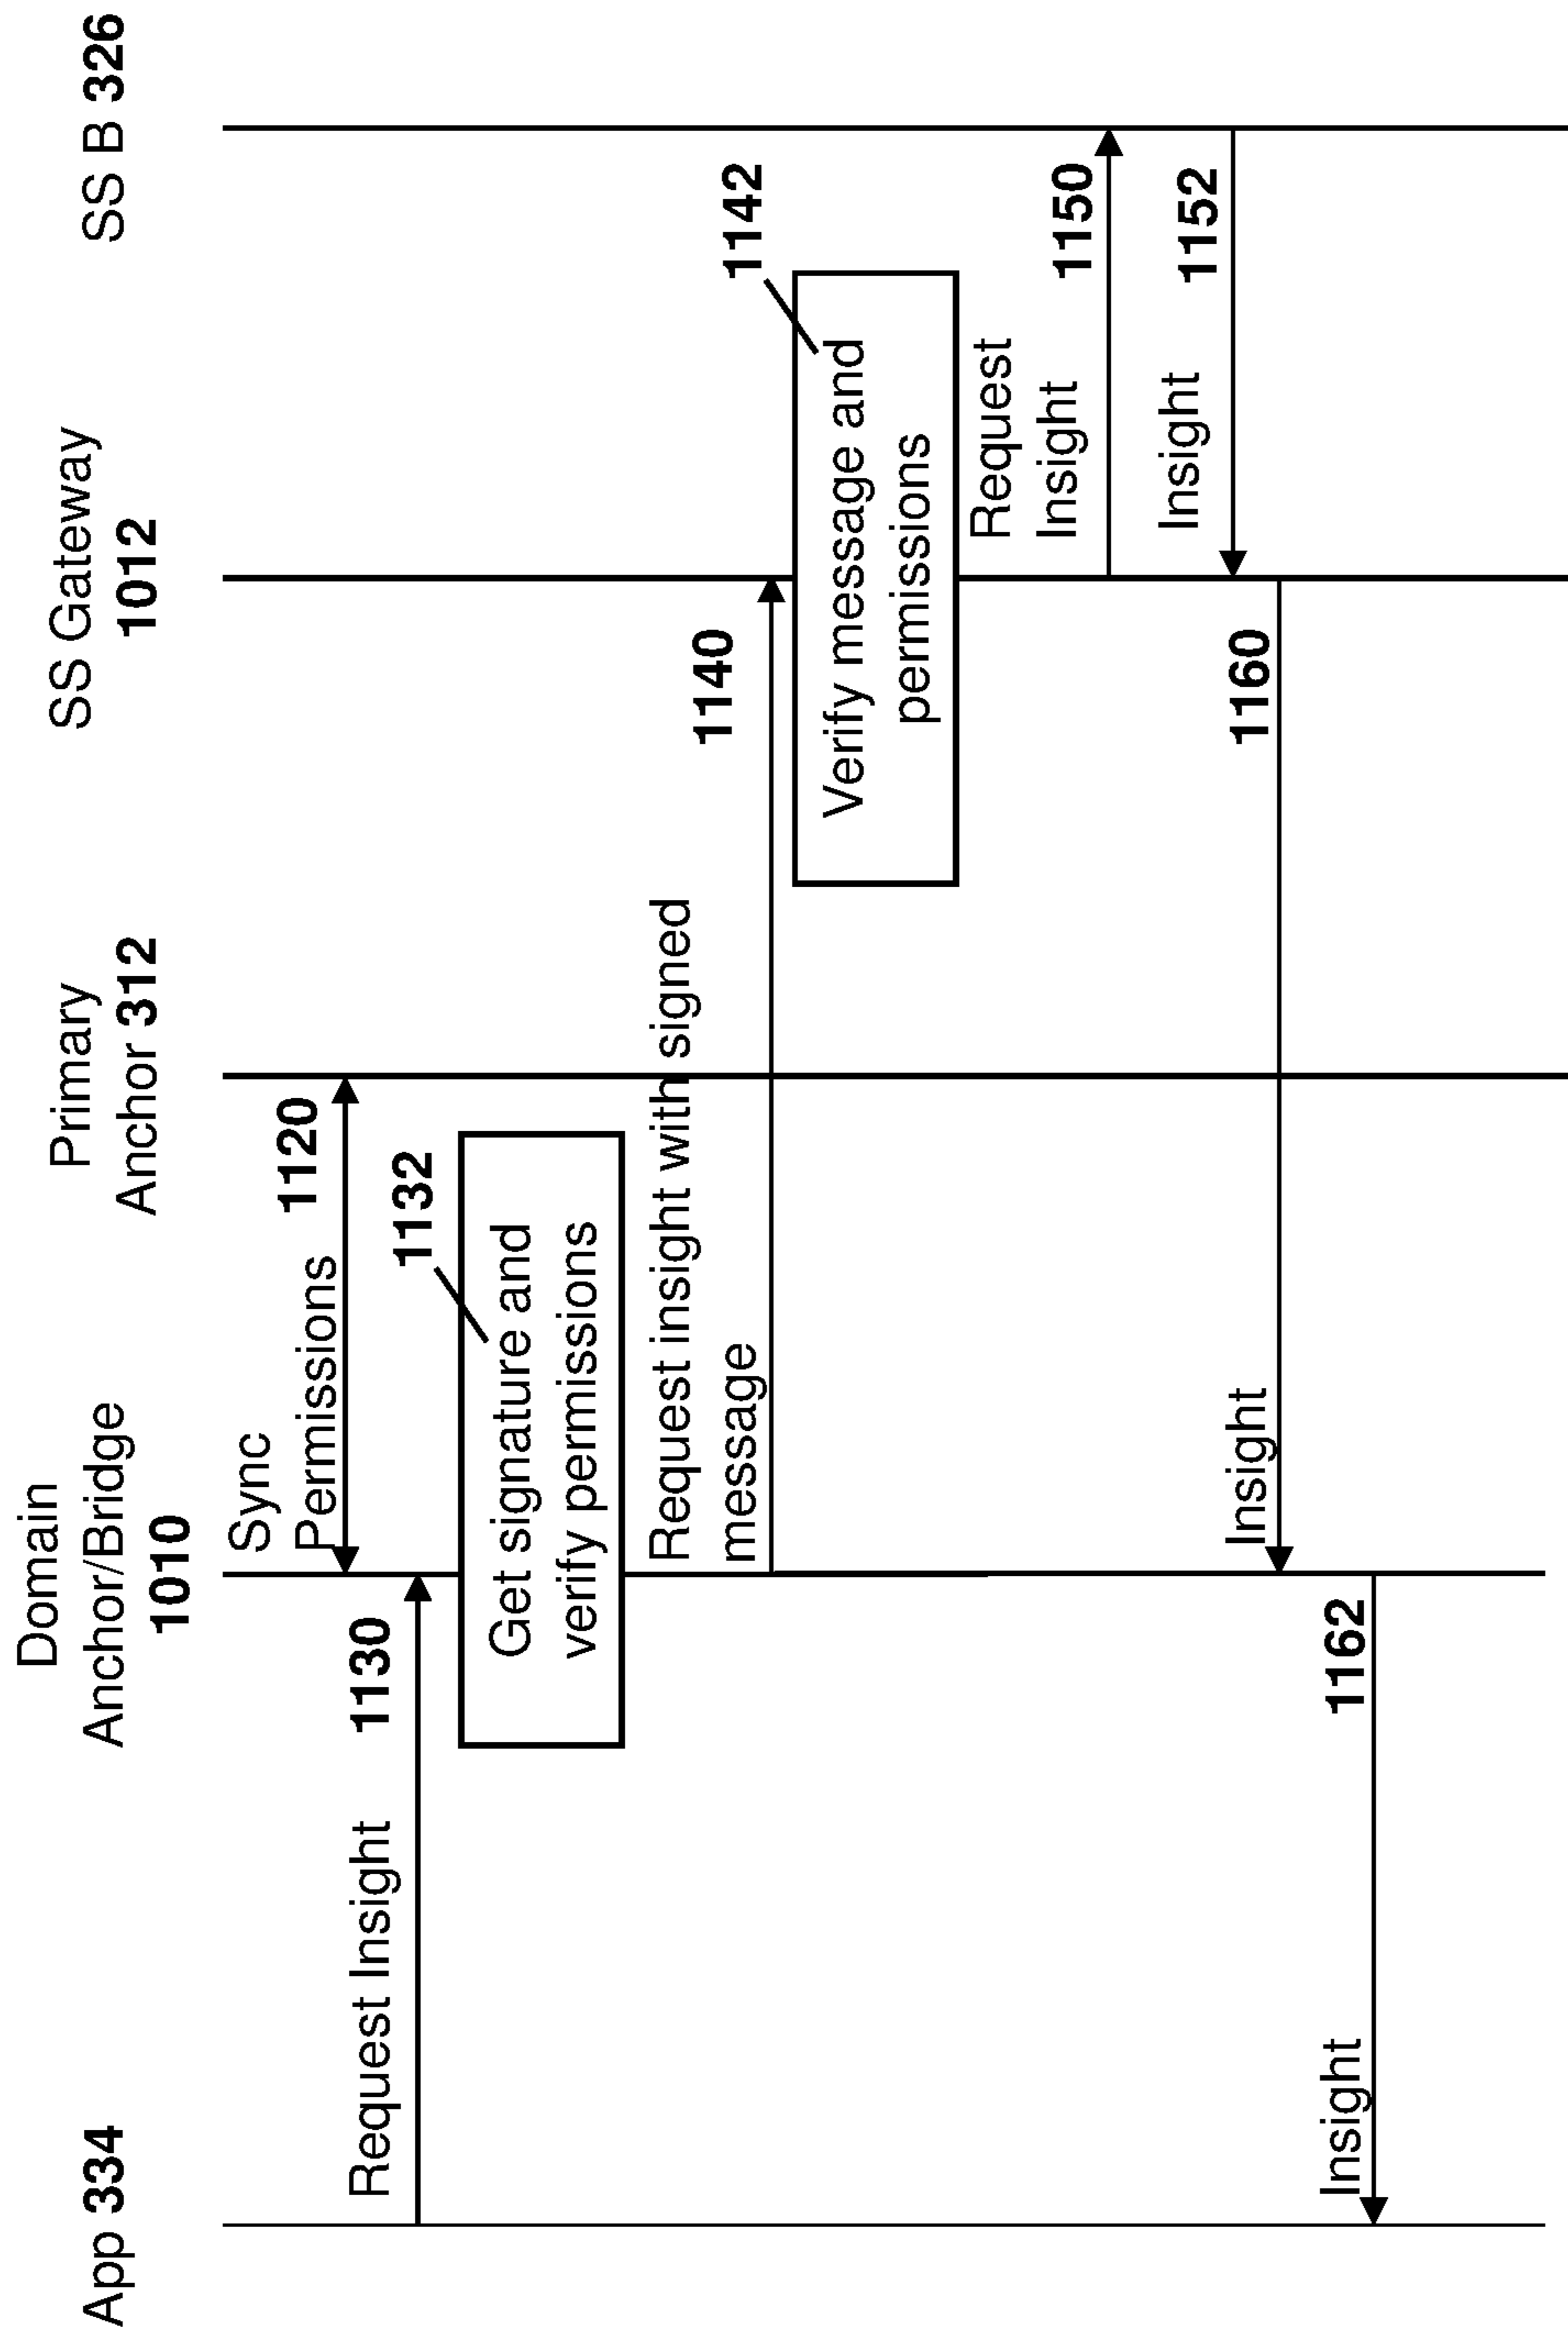 App 334
Domain
Anchor/Bridge
1010
Primary
Anchor 312
SS Gateway
1012
SS B 326
Sync
Permissions
1120
Request Insight
1130
1132
Get signature and
verify permissions
Request insight with signed
message
1140
1142
Verify message and
permissions
Request
Insight
1150
Insight
1152
Insight
1160
Insight
1162